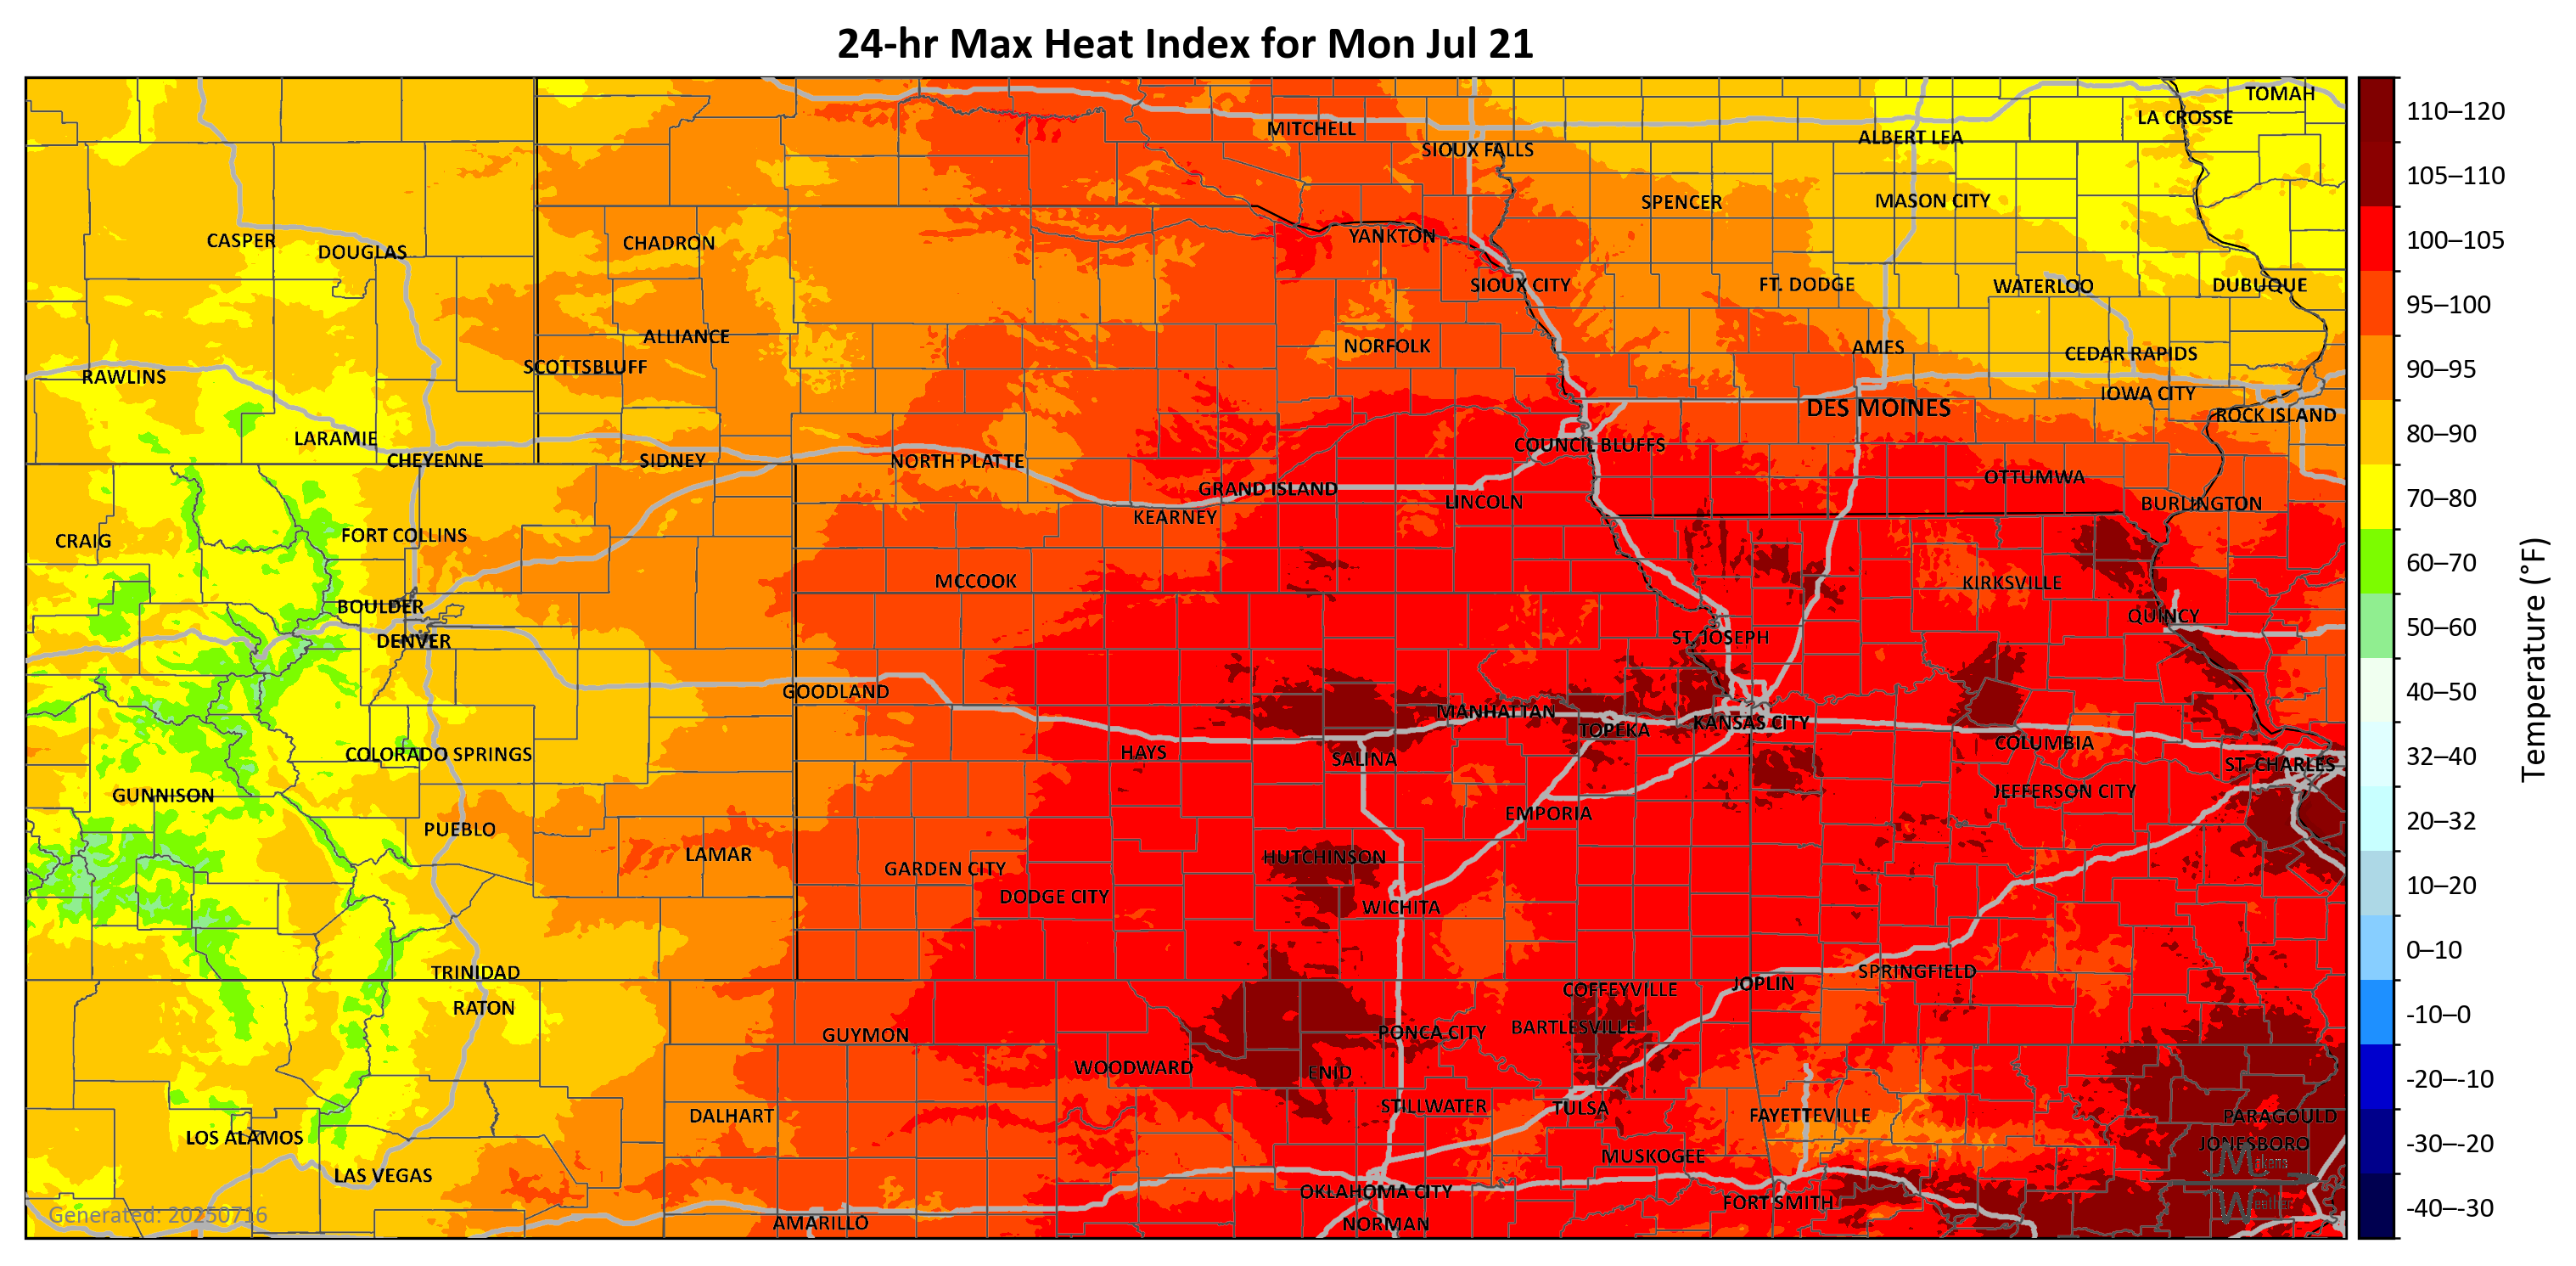 24-hr Max Heat Index for Mon Jul 21
TOMAH
LA CROSSE
MITCHELL
ALBERT LEA
SIOUX FALLS
SPENCER
MASON CITY
YANKTON
CASPER
CHADRON
DOUGLAS
SIOUX CITY
FT. DODGE
WATERLOO
DUBUQUE
ALLIANCE
NORFOLK
AMES
CEDAR RAPIDS
SCOTTSBLUFF
RAWLINS
IOWA CITY
DES MOINES
ROCK ISLAND
LARAMIE
COUNCIL BLUFFS
CHEYENNE
SIDNEY
NORTH PLATTE
OTTUMWA
GRAND ISLAND
LINCOLN
BURLINGTON
KEARNEY
FORT COLLINS
CRAIG
MCCOOK
KIRKSVILLE
BOULDER
QUINCY
DENVER
ST. JOSEPH
GOODLAND
MANHATTAN
KANSAS CITY
TOPEKA
COLUMBIA
COLORADO SPRINGS
HAYS
SALINA
ST. CHARLES
GUNNISON
JEFFERSON CITY
EMPORIA
PUEBLO
LAMAR
HUTCHINSON
GARDEN CITY
DODGE CITY
WICHITA
TRINIDAD
SPRINGFIELD
JOPLIN
COFFEYVILLE
RATON
BARTLESVILLE
PONCA CITY
GUYMON
WOODWARD
ENID
STILLWATER
TULSA
DALHART
FAYETTEVILLE
PARAGOULD
LOS ALAMOS
JONESBORO
MUSKOGEE
LAS VEGAS
OKLAHOMA CITY
FORT SMITH
AMARILLO
NORMAN
Generated: 20250716
Makens
Weather
110–120
105–110
100–105
95–100
90–95
80–90
70–80
60–70
50–60
40–50
32–40
20–32
10–20
0–10
-10–0
-20–-10
-30–-20
-40–-30
Temperature (°F)